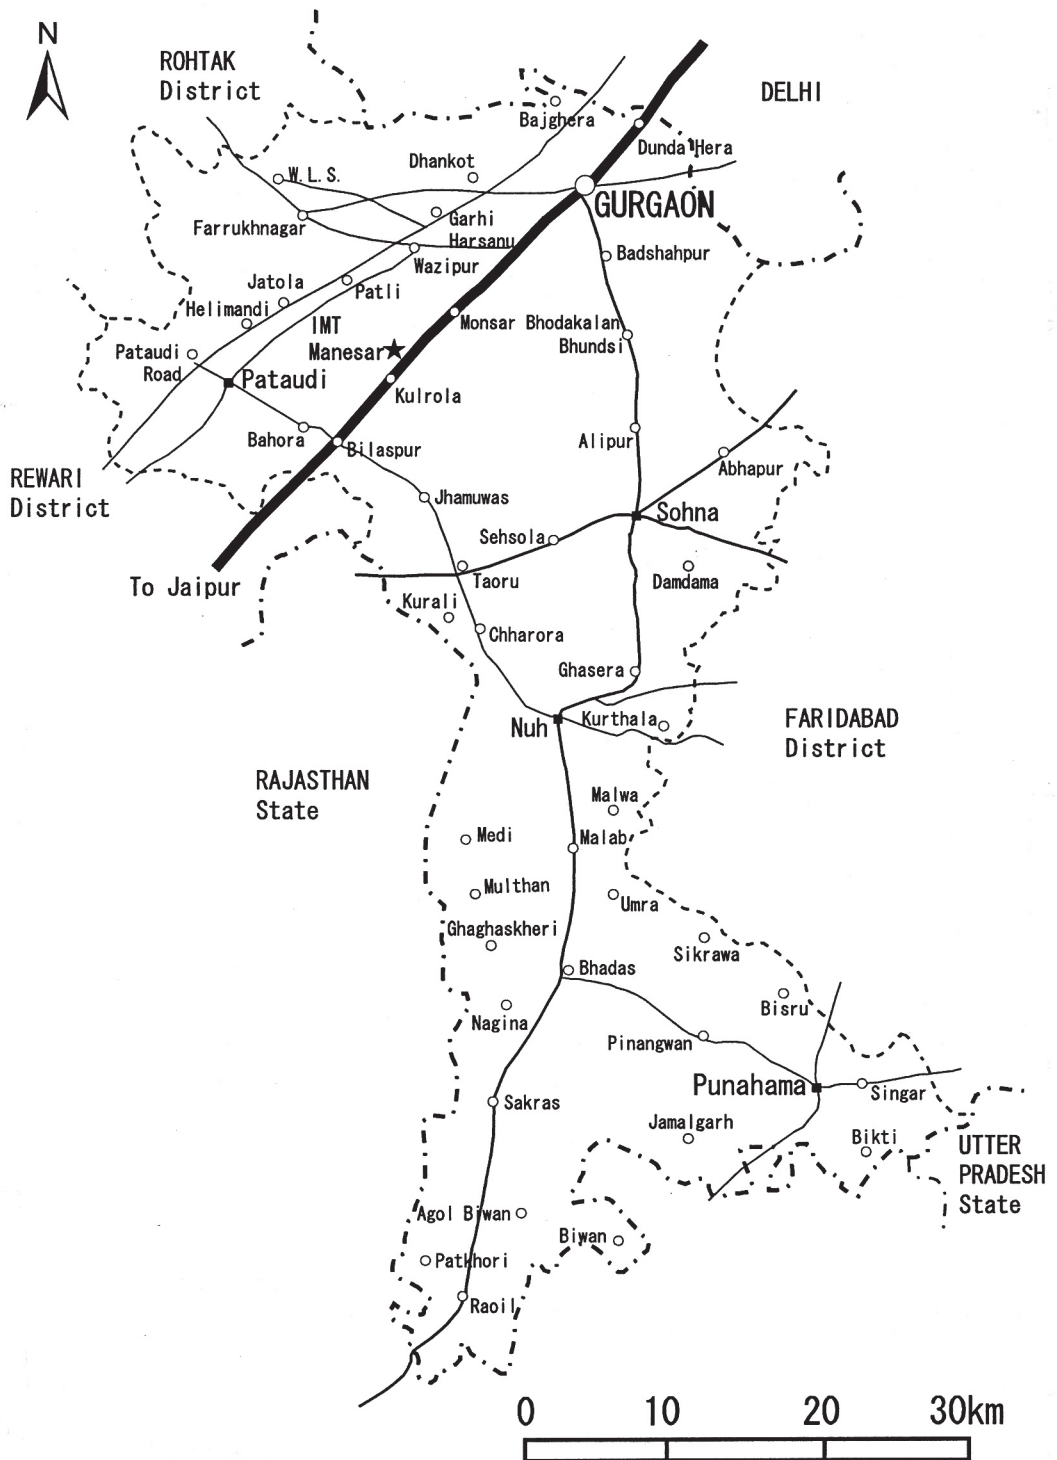 N
ROHTAK
District
DELHI
Bajghera
Dunda Hera
Dhankot
W.L.S.
GURGAON
Farrukhnagar
Garhi
Harsanu
Badshahpur
Wazipur
Jatola
Patli
Helimandi
IMT
Manesar
Monsar
Bhodakalan
Bhundsi
Pataudi
Road
Pataudi
Kulrola
Bahora
Bilaspur
Alipur
Abhapur
REWARI
District
Jhamuwas
Sohna
Sehsola
To Jaipur
Taoru
Damdama
Kurali
Chharora
Ghasera
Nuh
Kurthala
FARIDABAD
District
RAJASTHAN
State
Malwa
Medi
Malab
Multhan
Umra
Ghaghaskheri
Sikrawa
Bhadas
Bisru
Nagina
Pinangwan
Punahama
Singar
Sakras
Jamalgarh
Bikti
UTTER
PRADESH
State
Agol Biwan
Biwan
Patkhori
Raoil
0 10 20 30km